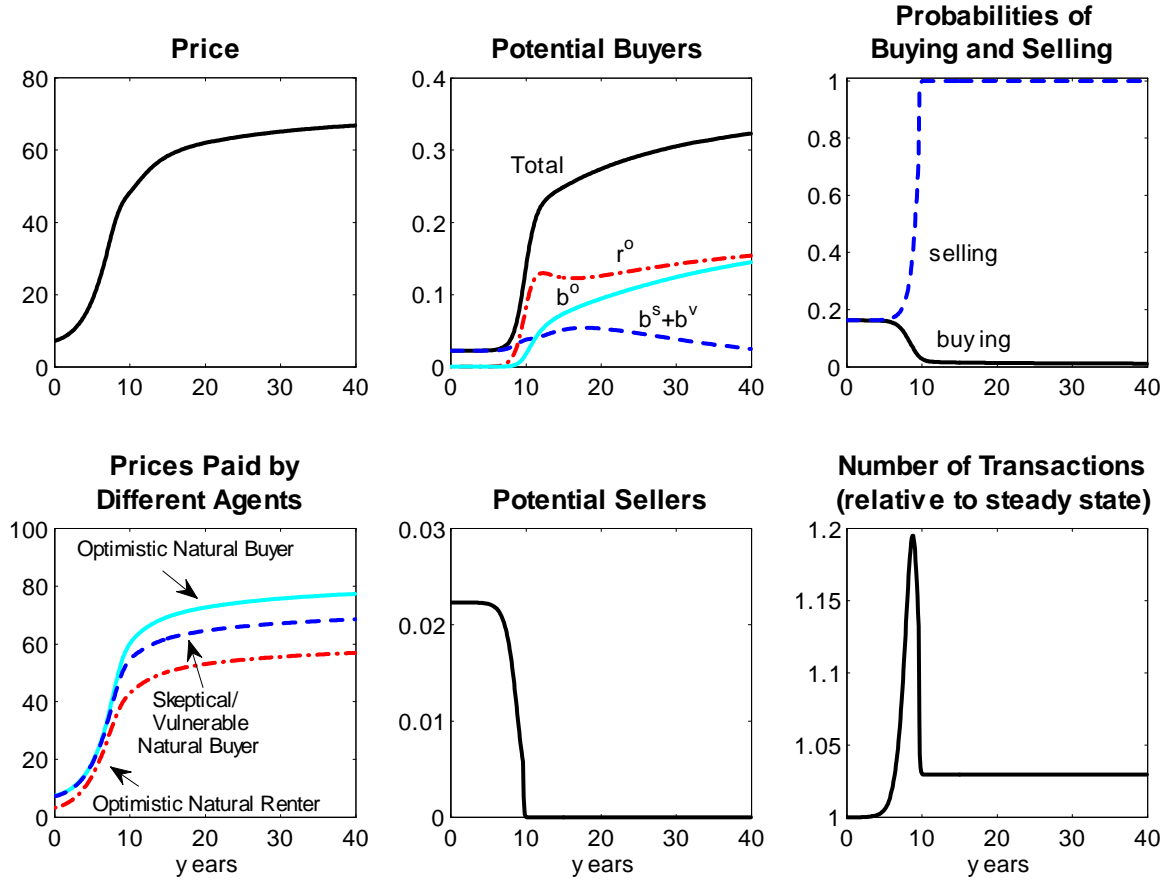 Price
80
60
40
20
0
0 10 20 30 40
Potential Buyers
0.4
0.3
0.2
0.1
0
Total
r^o
b^o
b^s+b^v
0 10 20 30 40
Probabilities of
Buying and Selling
1
0.8
0.6
0.4
0.2
0
selling
buying
0 10 20 30 40
Prices Paid by
Different Agents
100
80
60
40
20
0
Optimistic Natural Buyer
Skeptical/
Vulnerable
Natural Buyer
Optimistic Natural Renter
0 10 20 30 40
y ears
Potential Sellers
0.03
0.02
0.01
0
0 10 20 30 40
y ears
Number of Transactions
(relative to steady state)
1.2
1.15
1.1
1.05
1
0 10 20 30 40
y ears